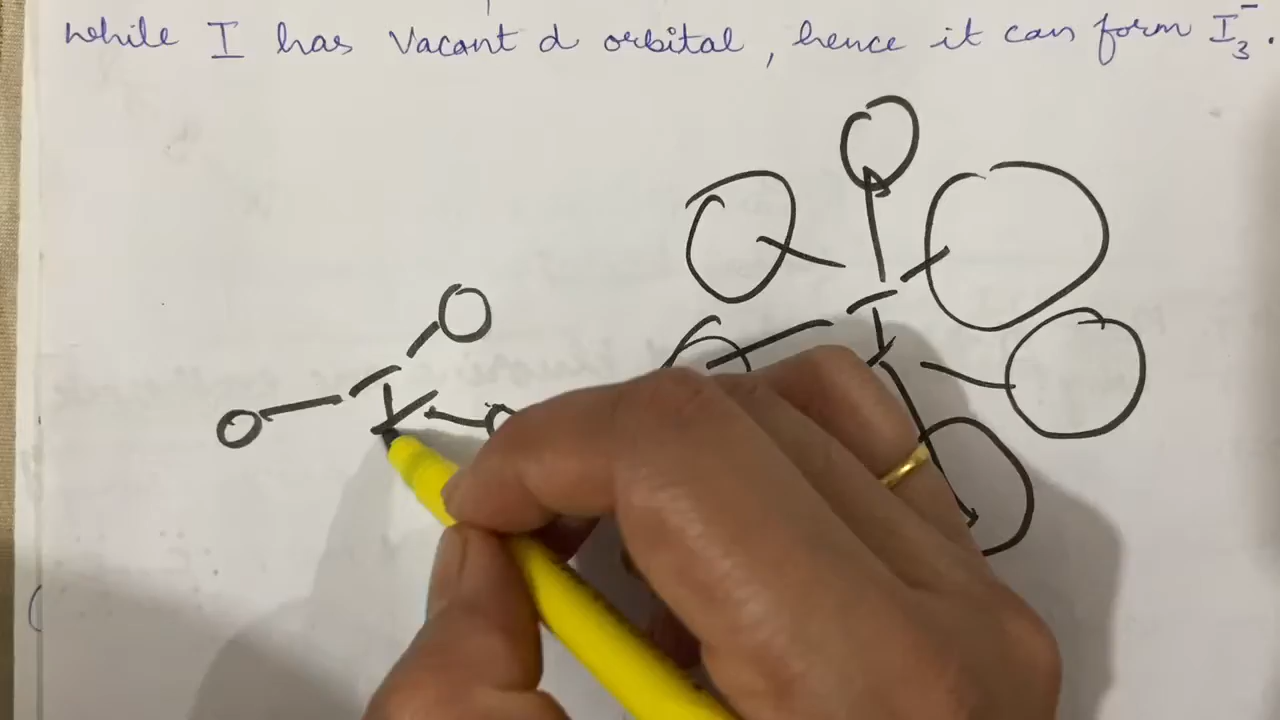 while I has vacant d orbital, hence it can form I₃⁻.
I I